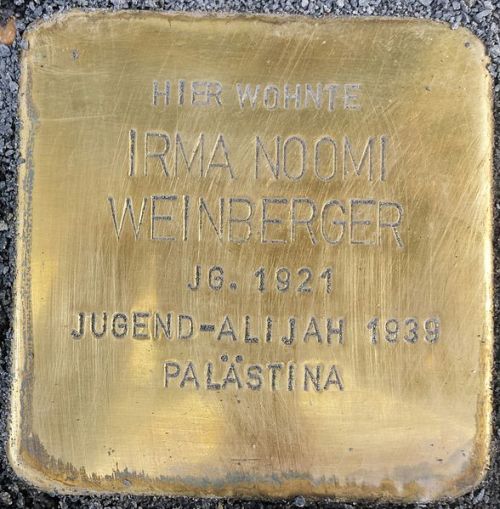 HIER WOHNTE
IRMA NOOMI
WEINBERGER
JG. 1921
JUGEND-ALIJAH 1939
PALÄSTINA